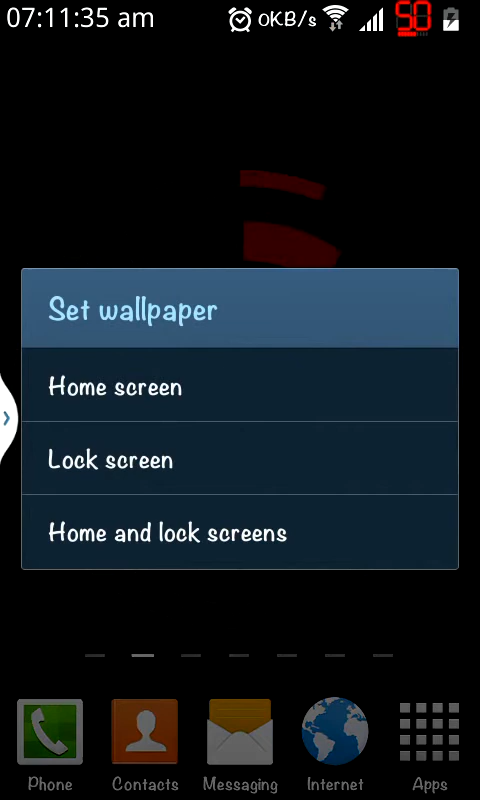 07:11:35 am 0KB/s 50
Set wallpaper
Home screen
Lock screen
Home and lock screens
Phone Contacts Messaging Internet Apps